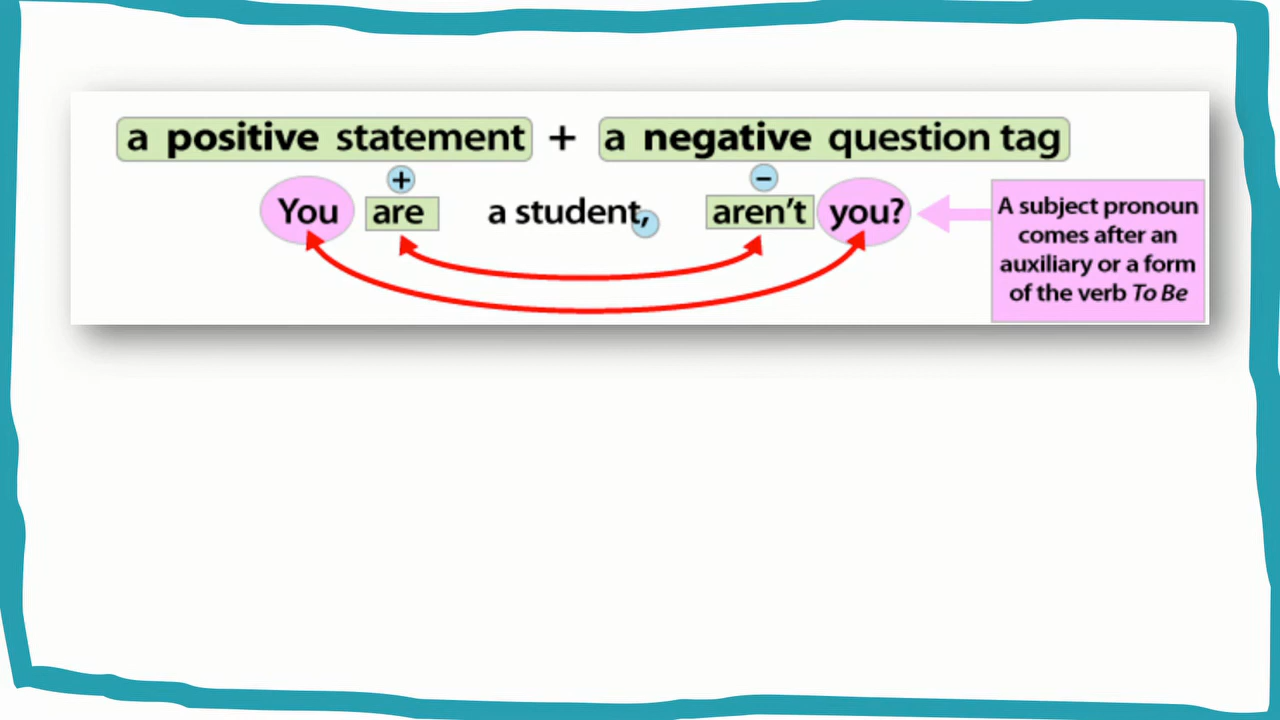 a positive statement + a negative question tag
+ −
You are a student, aren't you?
A subject pronoun
comes after an
auxiliary or a form
of the verb To Be